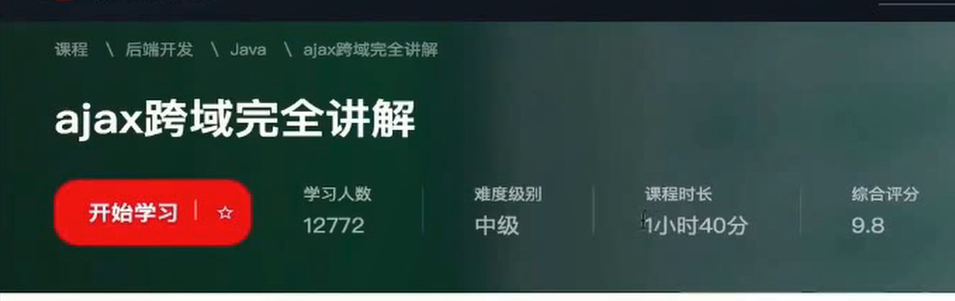 课程 \ 后端开发 \ Java \ ajax跨域完全讲解
ajax跨域完全讲解
开始学习
学习人数 难度级别 课程时长 综合评分
12772 中级 1小时40分 9.8